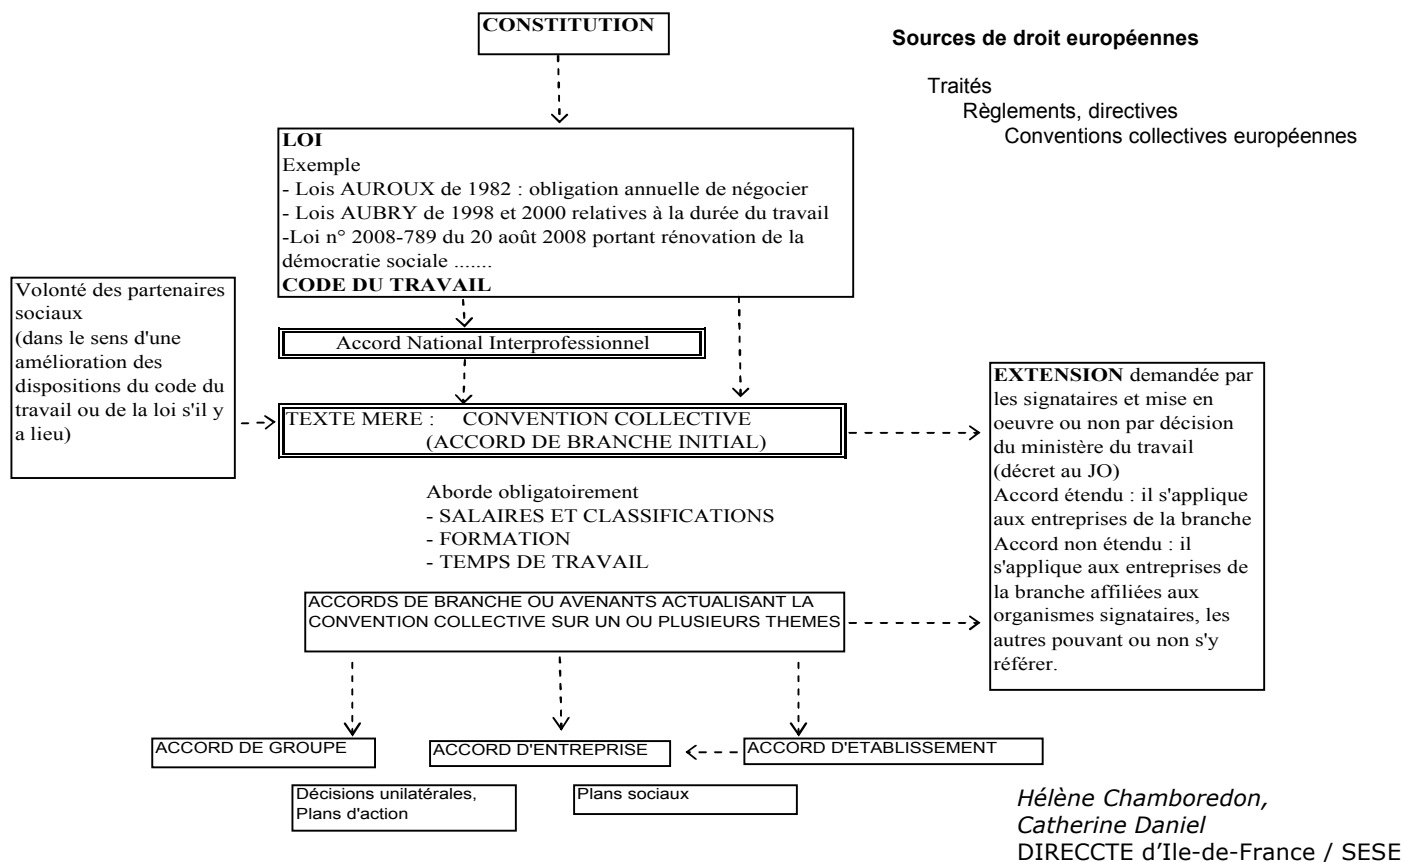 CONSTITUTION
Sources de droit européennes
Traités
Règlements, directives
Conventions collectives européennes
LOI
Exemple
- Lois AUROUX de 1982 : obligation annuelle de négocier
- Lois AUBRY de 1998 et 2000 relatives à la durée du travail
-Loi n° 2008-789 du 20 août 2008 portant rénovation de la
démocratie sociale .......
CODE DU TRAVAIL
Volonté des partenaires
sociaux
(dans le sens d'une
amélioration des
dispositions du code du
travail ou de la loi s'il y
a lieu)
Accord National Interprofessionnel
TEXTE MERE : CONVENTION COLLECTIVE
(ACCORD DE BRANCHE INITIAL)
EXTENSION demandée par
les signataires et mise en
oeuvre ou non par décision
du ministère du travail
(décret au JO)
Accord étendu : il s'applique
aux entreprises de la branche
Accord non étendu : il
s'applique aux entreprises de
la branche affiliées aux
organismes signataires, les
autres pouvant ou non s'y
référer.
Aborde obligatoirement
- SALAIRES ET CLASSIFICATIONS
- FORMATION
- TEMPS DE TRAVAIL
ACCORDS DE BRANCHE OU AVENANTS ACTUALISANT LA
CONVENTION COLLECTIVE SUR UN OU PLUSIEURS THEMES
ACCORD DE GROUPE
ACCORD D'ENTREPRISE
ACCORD D'ETABLISSEMENT
Décisions unilatérales,
Plans d'action
Plans sociaux
Hélène Chamboredon,
Catherine Daniel
DIRECCTE d'Ile-de-France / SESE